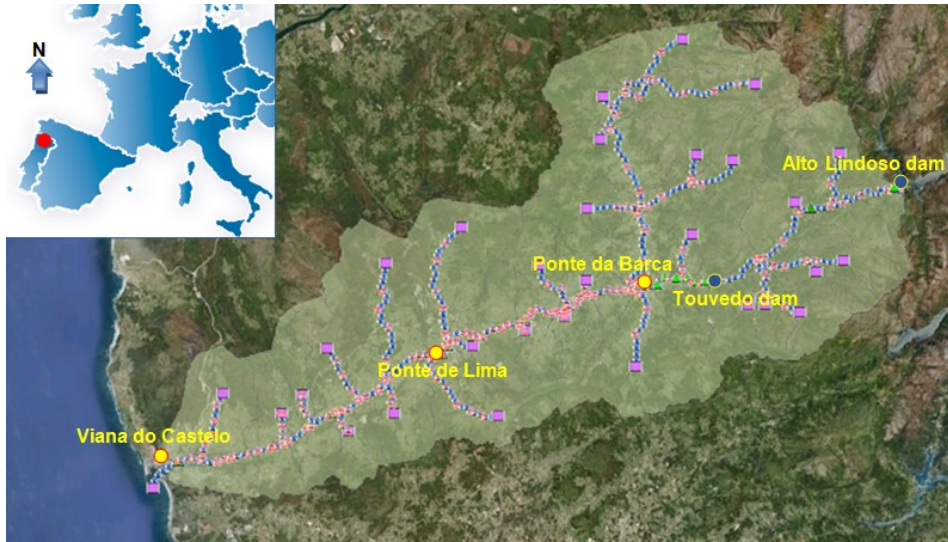 N
Alto Lindoso dam
Ponte da Barca
Touvedo dam
Ponte de Lima
Viana do Castelo